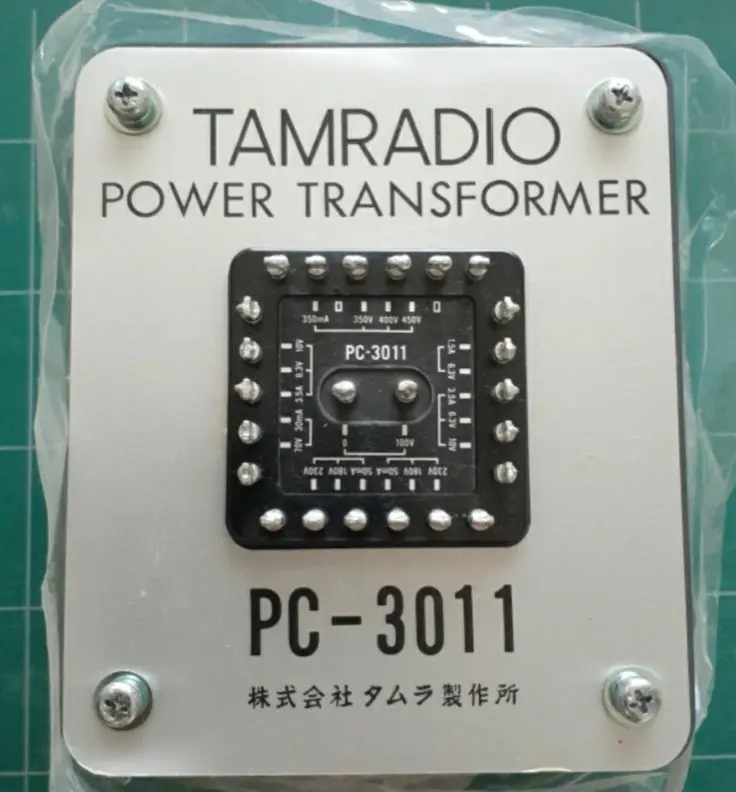 TAMRADIO
POWER TRANSFORMER
350mA 350V 400V 450V
PC-3011
10V 6.3V 3.5A 30mA 70V
1.5A 6.3V 3.5A 6.3V 10V
0 100V
230V 180V 50mA 50mA 180V 230V
PC-3011
株式会社タムラ製作所